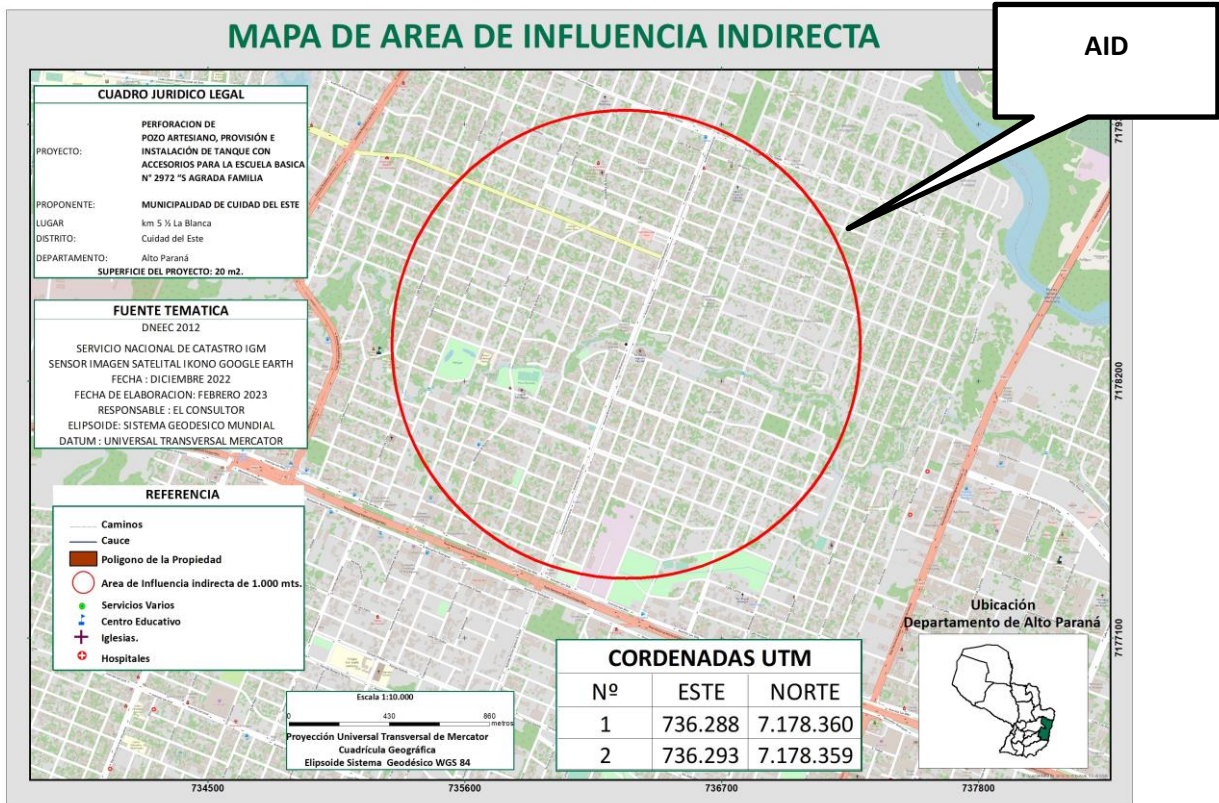 MAPA DE AREA DE INFLUENCIA INDIRECTA
AID
CUADRO JURIDICO LEGAL
PROYECTO:
PERFORACION DE
POZO ARTESIANO, PROVISIÓN E
INSTALACIÓN DE TANQUE CON
ACCESORIOS PARA LA ESCUELA BASICA
N° 2972 "S AGRADA FAMILIA
PROPONENTE: MUNICIPALIDAD DE CUIDAD DEL ESTE
LUGAR km 5 ½ La Blanca
DISTRITO: Cuidad del Este
DEPARTAMENTO: Alto Paraná
SUPERFICIE DEL PROYECTO: 20 m2.
FUENTE TEMATICA
DNEEC 2012
SERVICIO NACIONAL DE CATASTRO IGM
SENSOR IMAGEN SATELITAL IKONO GOOGLE EARTH
FECHA : DICIEMBRE 2022
FECHA DE ELABORACION: FEBRERO 2023
RESPONSABLE : EL CONSULTOR
ELIPSOIDE: SISTEMA GEODESICO MUNDIAL
DATUM : UNIVERSAL TRANSVERSAL MERCATOR
REFERENCIA
Caminos
Cauce
Poligono de la Propiedad
Area de Influencia indirecta de 1.000 mts.
Servicios Varios
Centro Educativo
Iglesias.
Hospitales
Escala 1:10.000
0 430 860
metros
Proyección Universal Transversal de Mercator
Cuadrícula Geográfica
Elipsoide Sistema Geodésico WGS 84
CORDENADAS UTM
Nº ESTE NORTE
1 736.288 7.178.360
2 736.293 7.178.359
Ubicación
Departamento de Alto Paraná
7178200
7177100
734500 735600 736700 737800